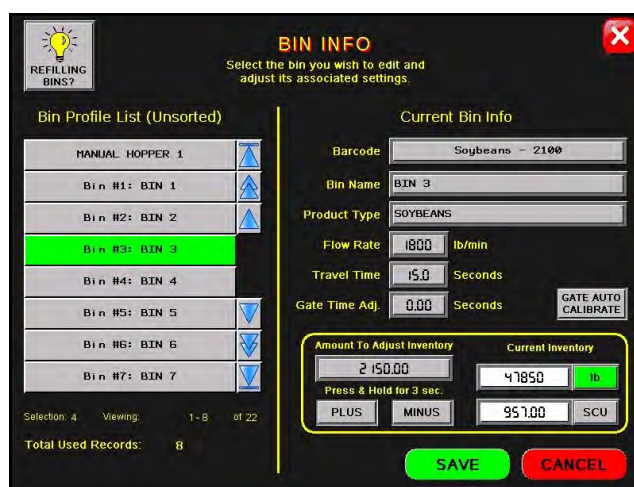 REFILLING
BINS?
BIN INFO
Select the bin you wish to edit and
adjust its associated settings.
Bin Profile List (Unsorted)
MANUAL HOPPER 1
Bin #1: BIN 1
Bin #2: BIN 2
Bin #3: BIN 3
Bin #4: BIN 4
Bin #5: BIN 5
Bin #6: BIN 6
Bin #7: BIN 7
Selection: 4 Viewing: 1 - 8 of 22
Total Used Records: 8
Current Bin Info
Barcode Soybeans - 2100
Bin Name BIN 3
Product Type SOYBEANS
Flow Rate 1800 lb/min
Travel Time 15.0 Seconds
Gate Time Adj. 0.00 Seconds
GATE AUTO
CALIBRATE
Amount To Adjust Inventory
2150.00
Press & Hold for 3 sec.
PLUS MINUS
Current Inventory
47850 lb
957.00 SCU
SAVE CANCEL